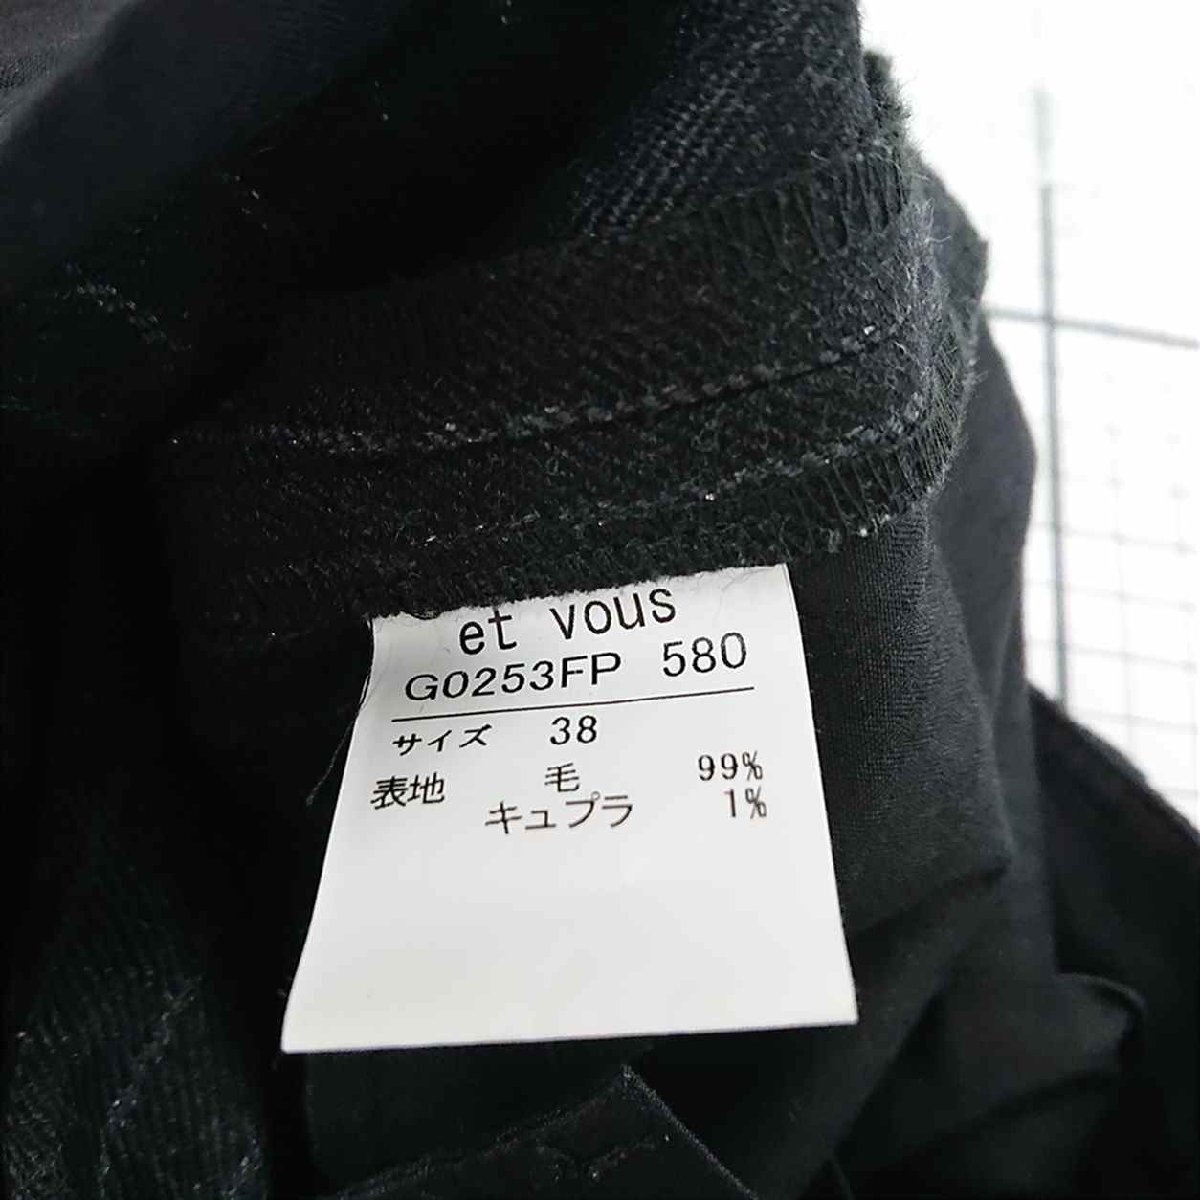 et vous
G0253FP 580
サイズ 38
表地 毛 99%
キュプラ 1%